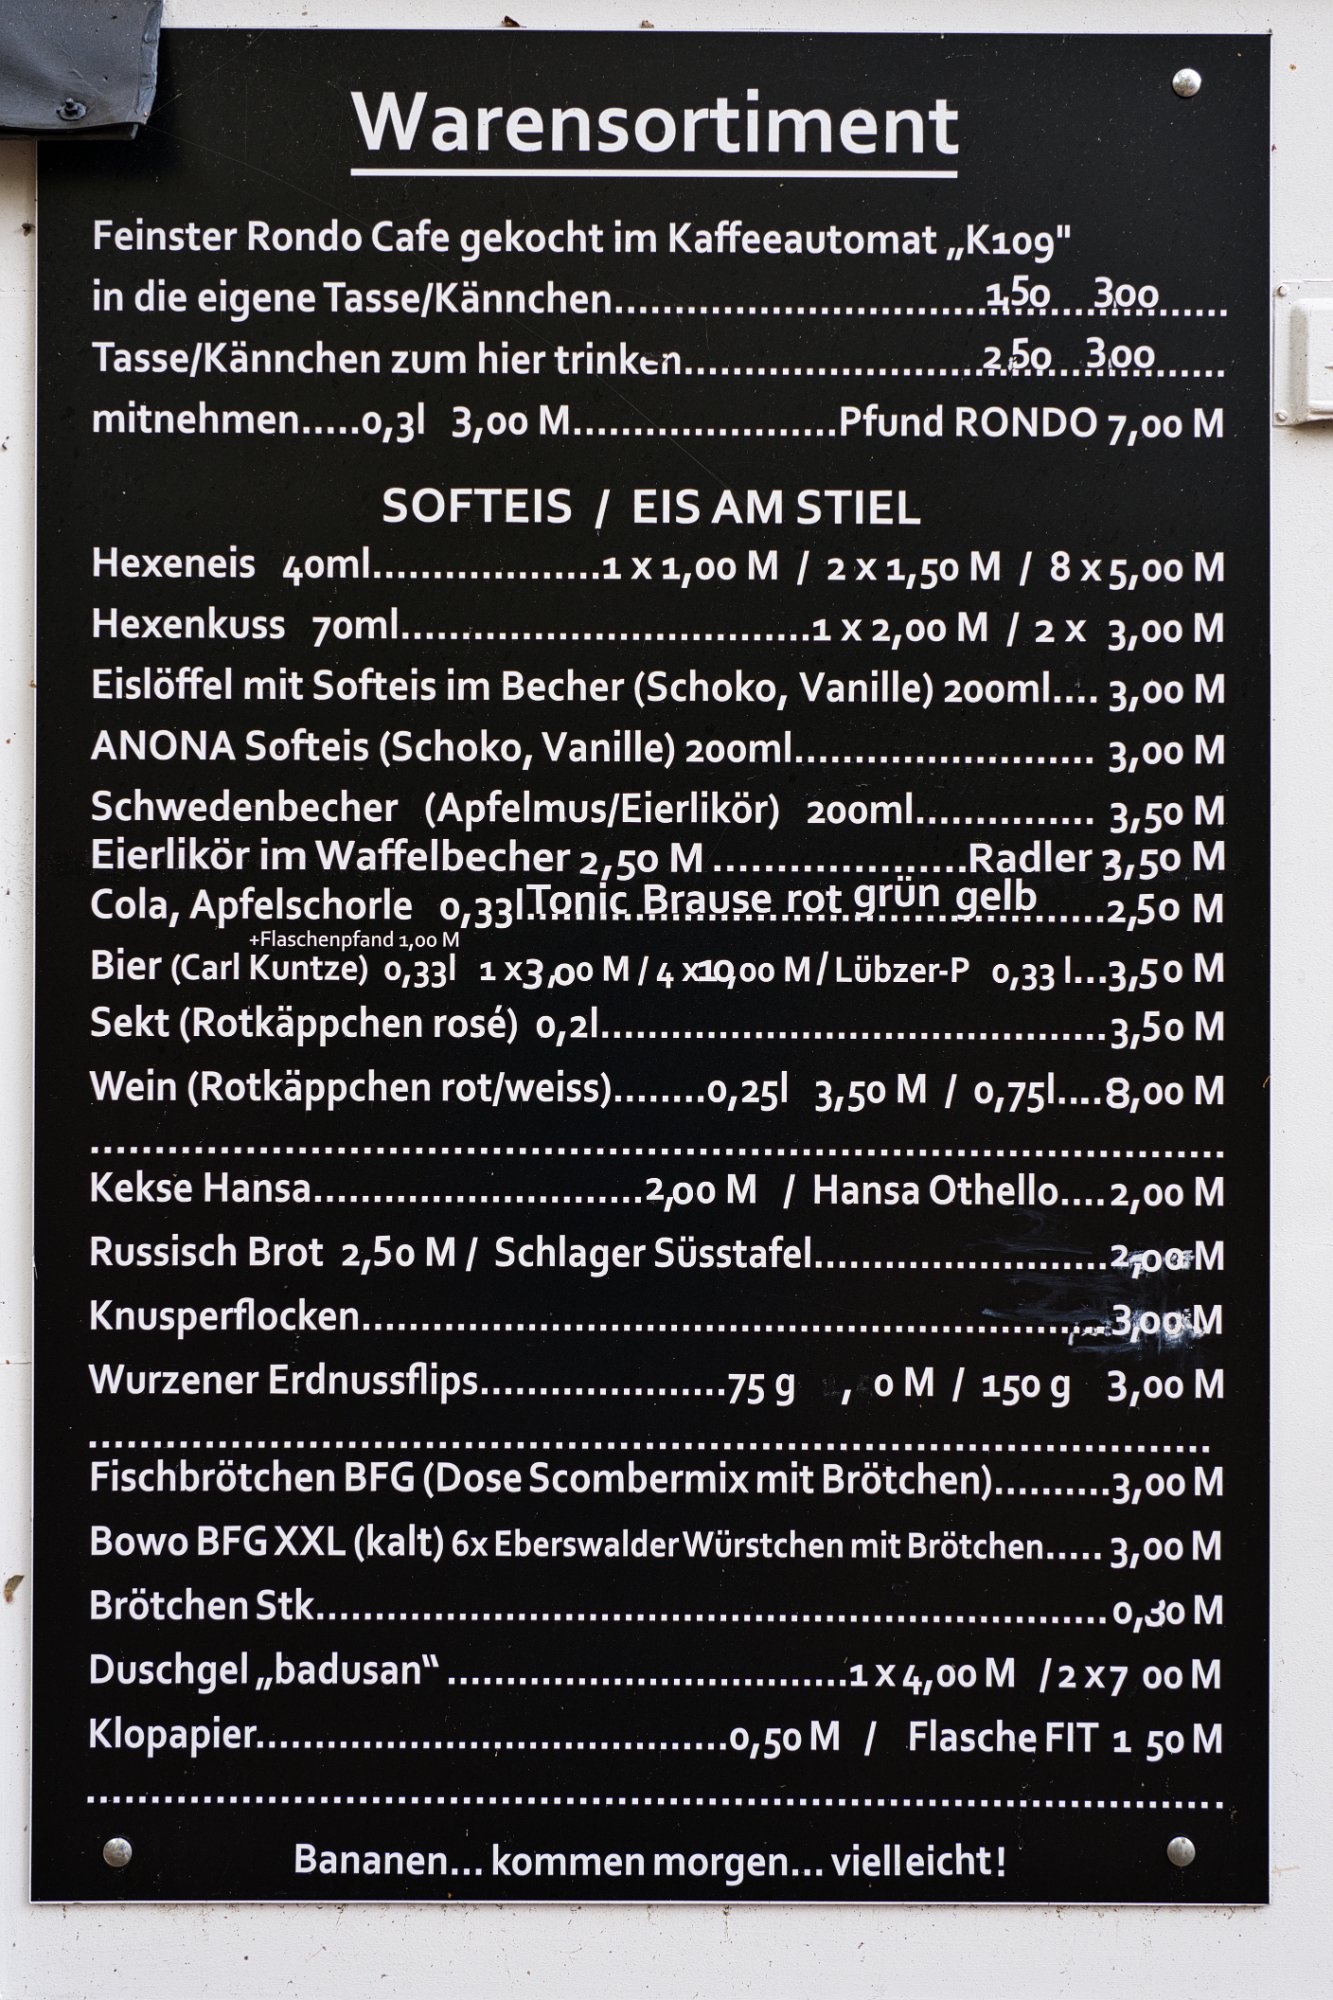 Warensortiment
Feinster Rondo Cafe gekocht im Kaffeeautomat „K109"
in die eigene Tasse/Kännchen.................................1,50 300......
Tasse/Kännchen zum hier trinken.........................2,50 3,00......
mitnehmen.....0,3l 3,00 M......................Pfund RONDO 7,00 M
SOFTEIS / EIS AM STIEL
Hexeneis 40ml...................1 x 1,00 M / 2 x 1,50 M / 8 x 5,00 M
Hexenkuss 70ml..................................1 x 2,00 M / 2 x 3,00 M
Eislöffel mit Softeis im Becher (Schoko, Vanille) 200ml.... 3,00 M
ANONA Softeis (Schoko, Vanille) 200ml......................... 3,00 M
Schwedenbecher (Apfelmus/Eierlikör) 200ml............... 3,50 M
Eierlikör im Waffelbecher 2,50 M .....................Radler 3,50 M
Cola, Apfelschorle 0,33l Tonic Brause rot grün gelb......2,50 M
+Flaschenpfand 1,00 M
Bier (Carl Kuntze) 0,33l 1 x 3,00 M / 4 x 10,00 M / Lübzer-P 0,33 l...3,50 M
Sekt (Rotkäppchen rosé) 0,2l..........................................3,50 M
Wein (Rotkäppchen rot/weiss)........0,25l 3,50 M / 0,75l....8,00 M
Kekse Hansa...........................2,00 M / Hansa Othello....2,00 M
Russisch Brot 2,50 M / Schlager Süsstafel........................2,00 M
Knusperflocken..............................................................3,00 M
Wurzener Erdnussflips.....................75 g , 0 M / 150 g 3,00 M
Fischbrötchen BFG (Dose Scombermix mit Brötchen)..........3,00 M
Bowo BFG XXL (kalt) 6x Eberswalder Würstchen mit Brötchen..... 3,00 M
Brötchen Stk....................................................................0,30 M
Duschgel „badusan“ ..................................1 x 4,00 M / 2 x 7 00 M
Klopapier........................................0,50 M / Flasche FIT 1 50 M
Bananen... kommen morgen... vielleicht!